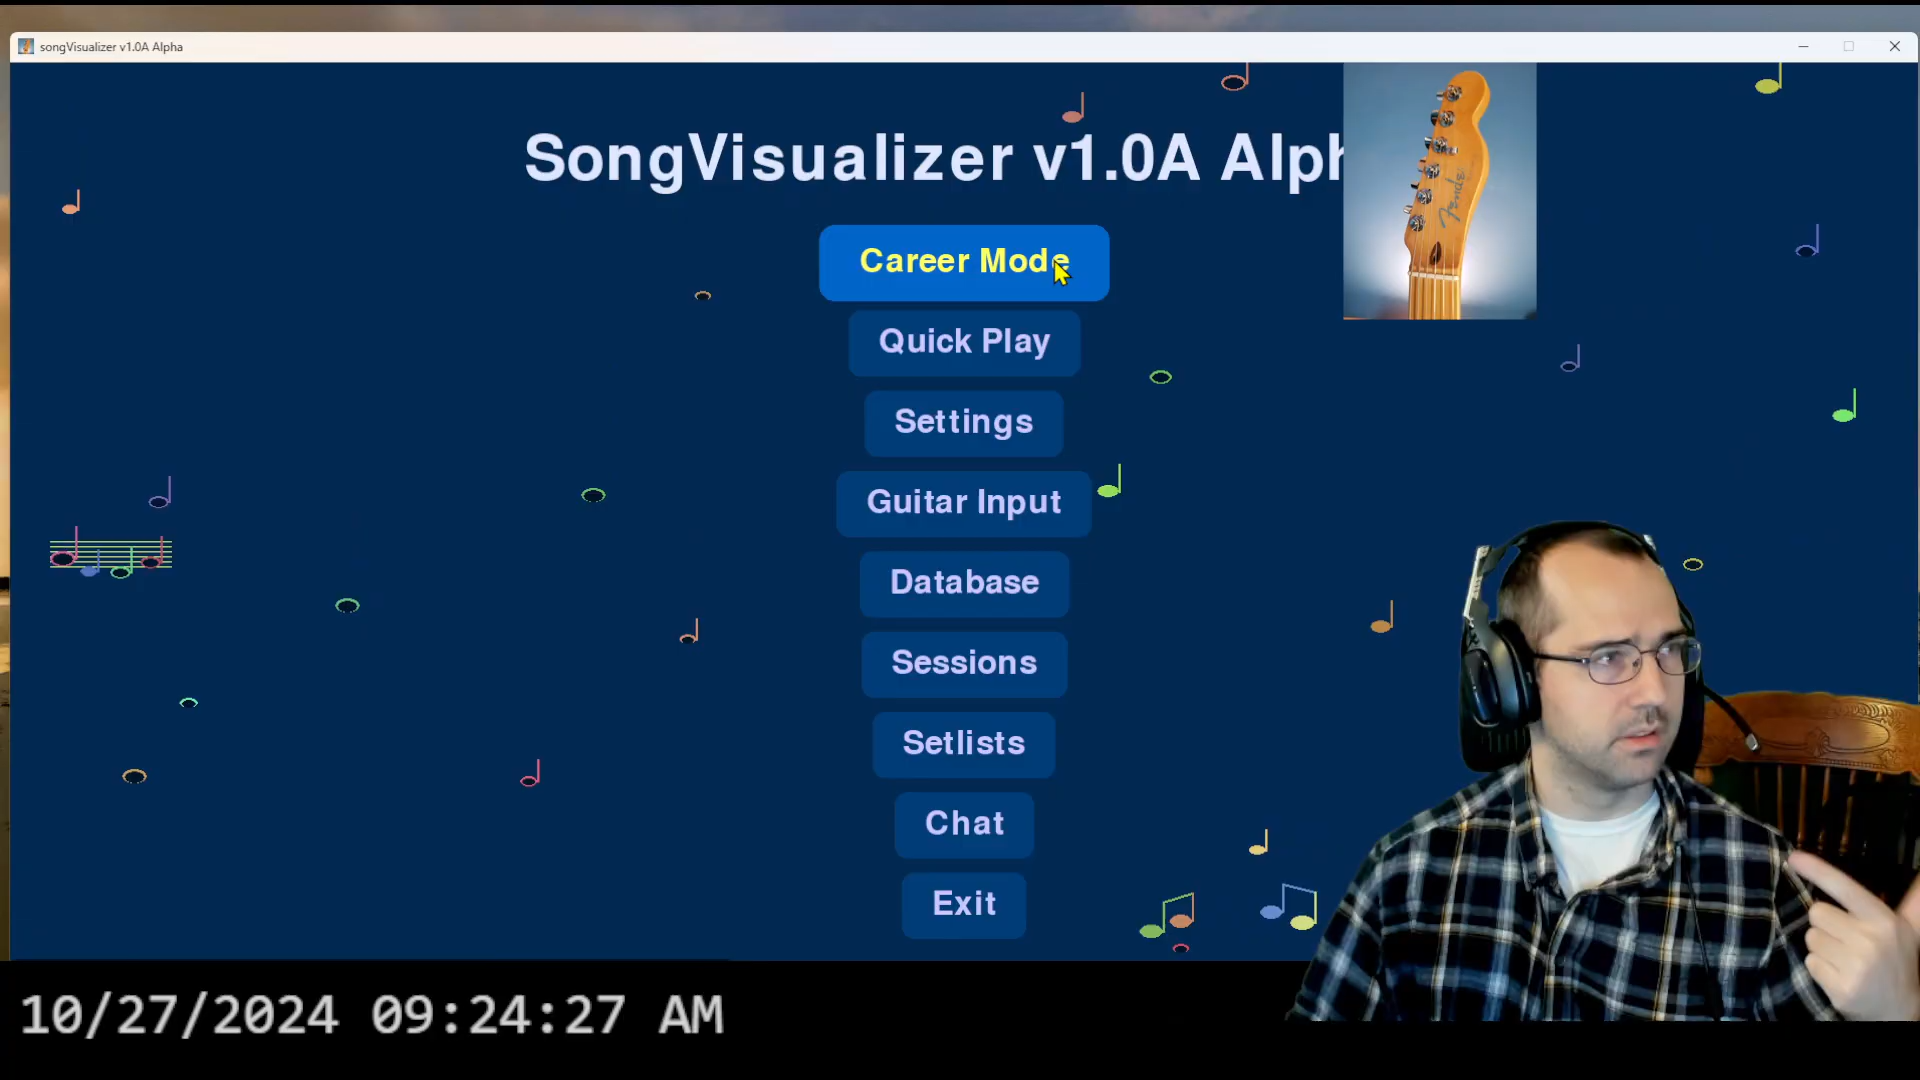 songVisualizer v1.0A Alpha
SongVisualizer v1.0A Alph
Fender
Career Mode
Quick Play
Settings
Guitar Input
Database
Sessions
Setlists
Chat
Exit
10/27/2024 09:24:27 AM